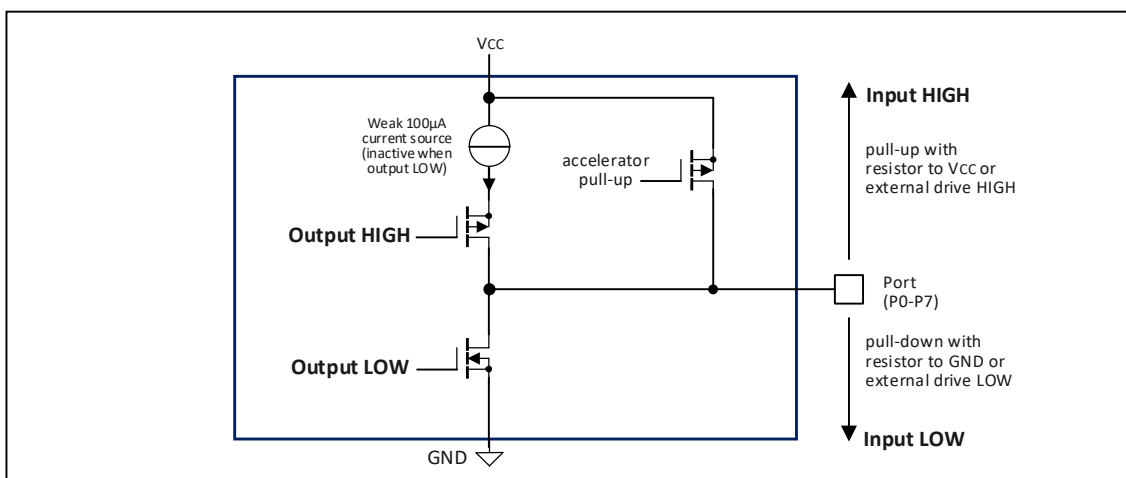 VCC
Weak 100µA
current source
(inactive when
output LOW)
accelerator
pull-up
Output HIGH
Output LOW
GND
Input HIGH
pull-up with
resistor to VCC or
external drive HIGH
Port
(P0-P7)
pull-down with
resistor to GND or
external drive LOW
Input LOW